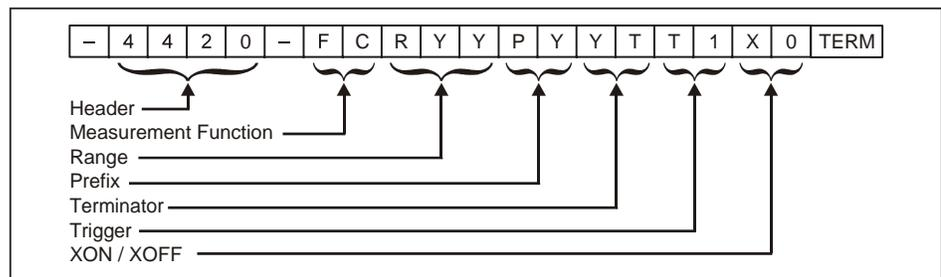 – 4 4 2 0 – F C R Y Y P Y Y T T 1 X 0 TERM
Header
Measurement Function
Range
Prefix
Terminator
Trigger
XON / XOFF